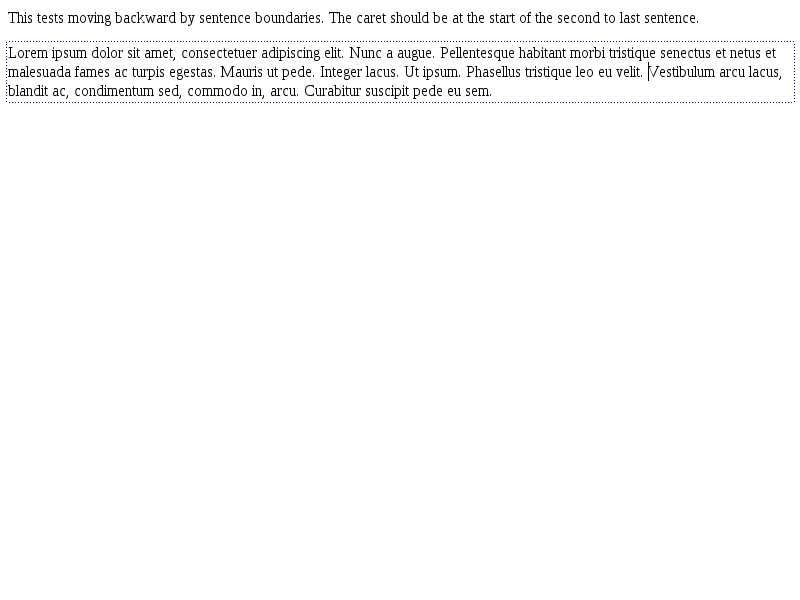 This tests moving backward by sentence boundaries. The caret should be at the start of the second to last sentence.
Lorem ipsum dolor sit amet, consectetuer adipiscing elit. Nunc a augue. Pellentesque habitant morbi tristique senectus et netus et
malesuada fames ac turpis egestas. Mauris ut pede. Integer lacus. Ut ipsum. Phasellus tristique leo eu velit. Vestibulum arcu lacus,
blandit ac, condimentum sed, commodo in, arcu. Curabitur suscipit pede eu sem.